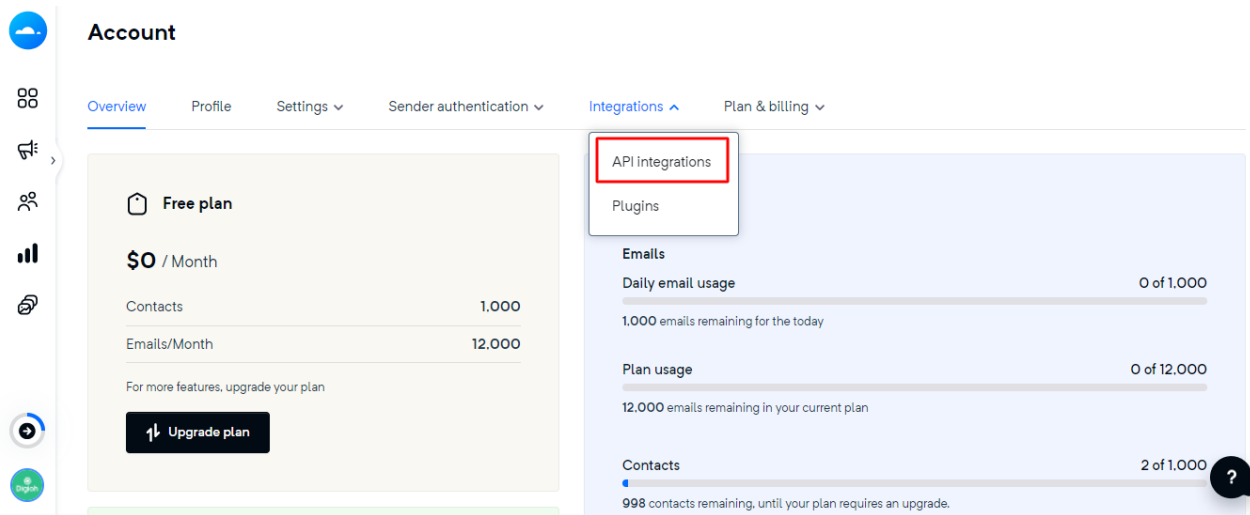 Account
Overview Profile Settings Sender authentication Integrations Plan & billing
API integrations
Plugins
Free plan
$0 / Month
Contacts 1.000
Emails/Month 12.000
For more features, upgrade your plan
Upgrade plan
Emails
Daily email usage 0 of 1.000
1.000 emails remaining for the today
Plan usage 0 of 12.000
12.000 emails remaining in your current plan
Contacts 2 of 1.000
998 contacts remaining, until your plan requires an upgrade.
?
Digioh